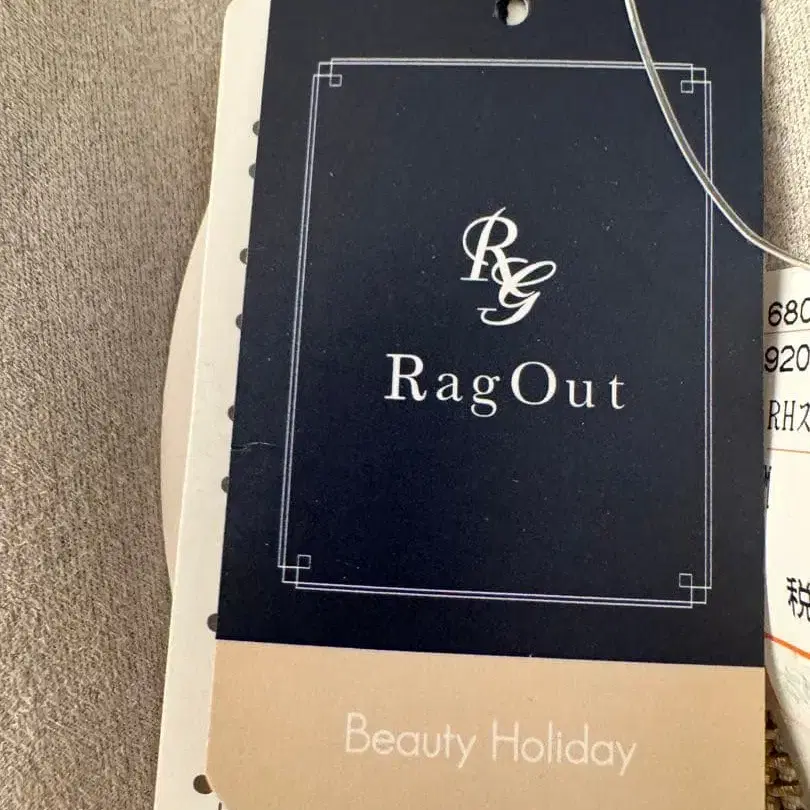 RG
RagOut
Beauty Holiday
680
920
RHス
M
税